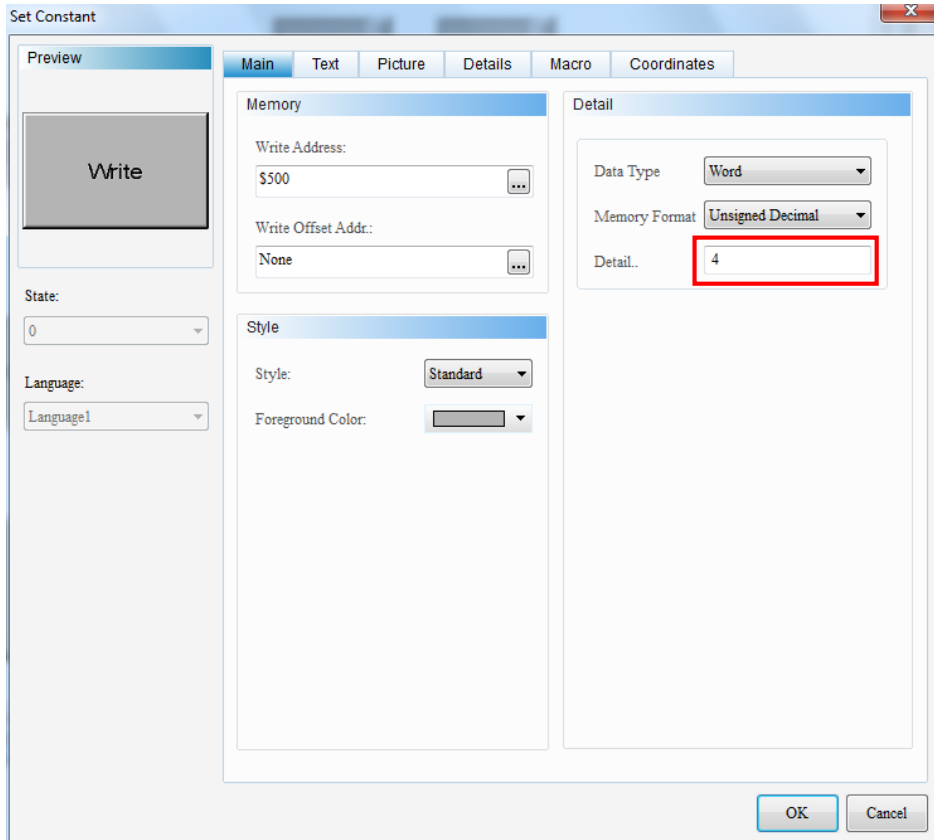 Set Constant
Preview
Write
State:
0
Language:
Language1
Main Text Picture Details Macro Coordinates
Memory
Write Address:
$500
...
Write Offset Addr.:
None
...
Style
Style: Standard
Foreground Color:
Detail
Data Type Word
Memory Format Unsigned Decimal
Detail.. 4
OK Cancel